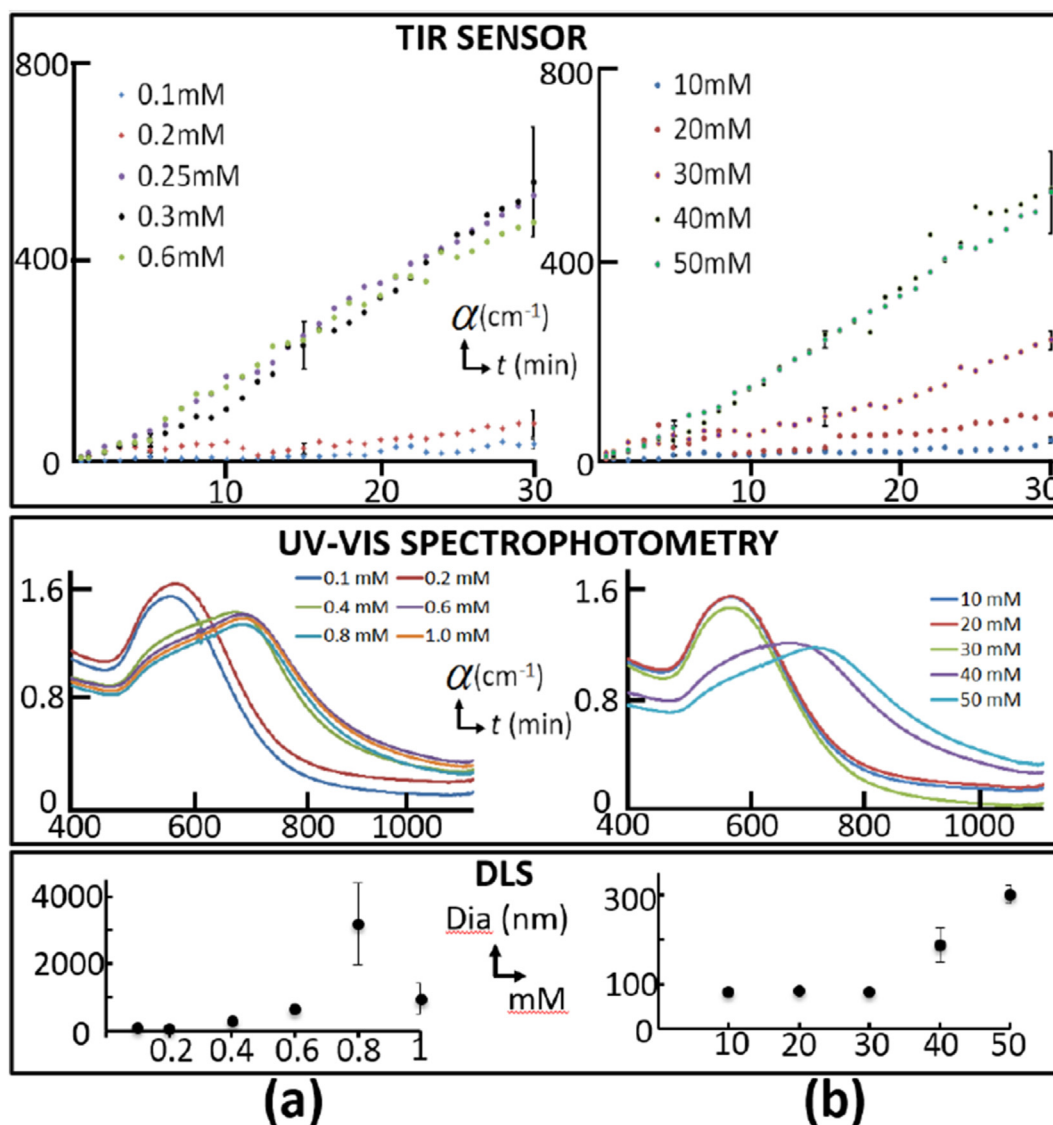 TIR SENSOR
800
400
0
10
20
30
0.1mM
0.2mM
0.25mM
0.3mM
0.6mM
α(cm⁻¹)
t (min)
800
400
0
10
20
30
10mM
20mM
30mM
40mM
50mM
UV-VIS SPECTROPHOTOMETRY
1.6
0.8
0
400 600 800 1000
0.1 mM 0.2 mM
0.4 mM 0.6 mM
0.8 mM 1.0 mM
α(cm⁻¹)
t (min)
1.6
0.8
0
400 600 800 1000
10 mM
20 mM
30 mM
40 mM
50 mM
DLS
4000
2000
0
0.2 0.4 0.6 0.8 1
Dia (nm)
mM
300
100
0
10 20 30 40 50
(a) (b)